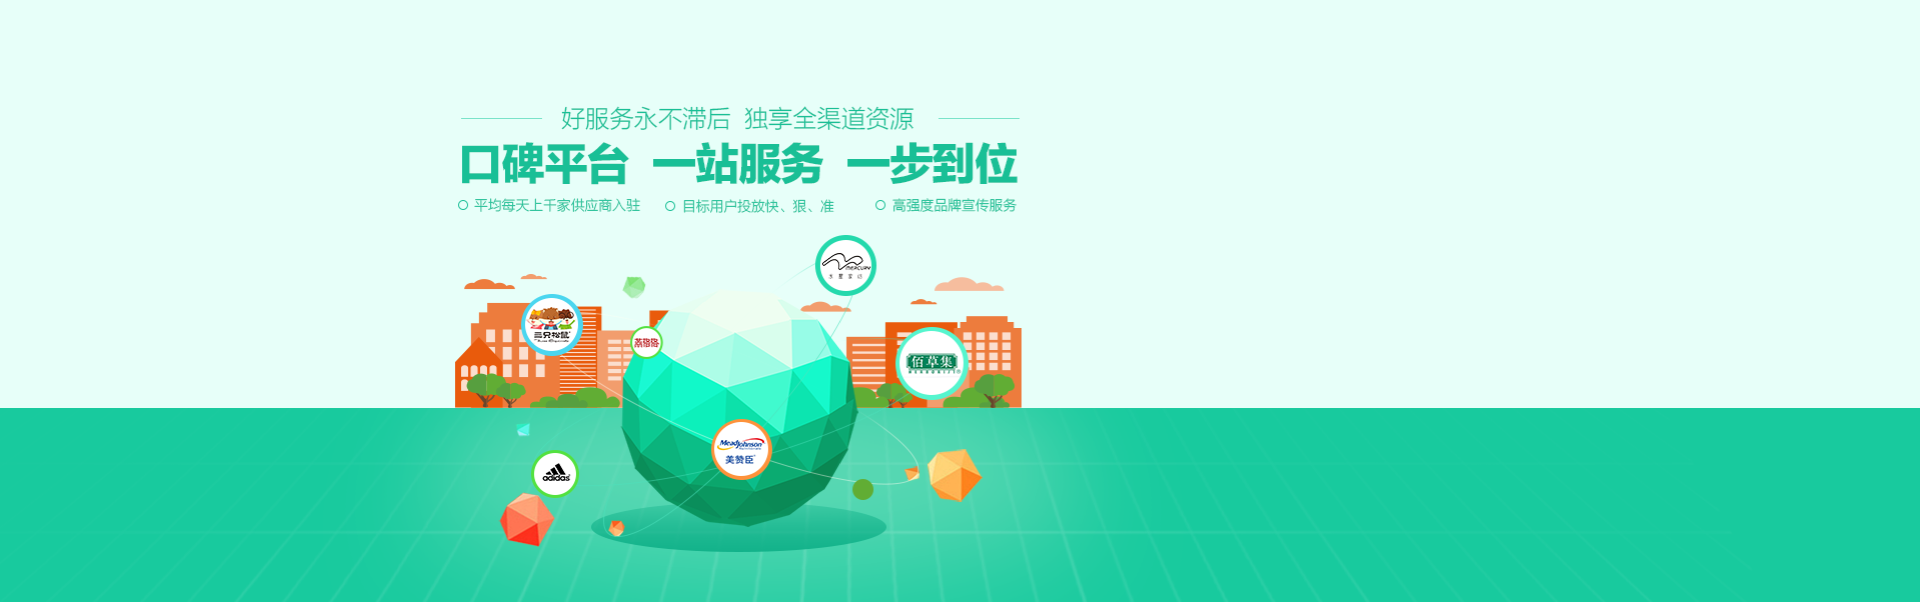 好服务永不滞后 独享全渠道资源
口碑平台 一站服务 一步到位
平均每天上千家供应商入驻
目标用户投放快、狠、准
高强度品牌宣传服务
MERCURY
三只松鼠
佰草集
MeadJohnson
美赞臣
adidas